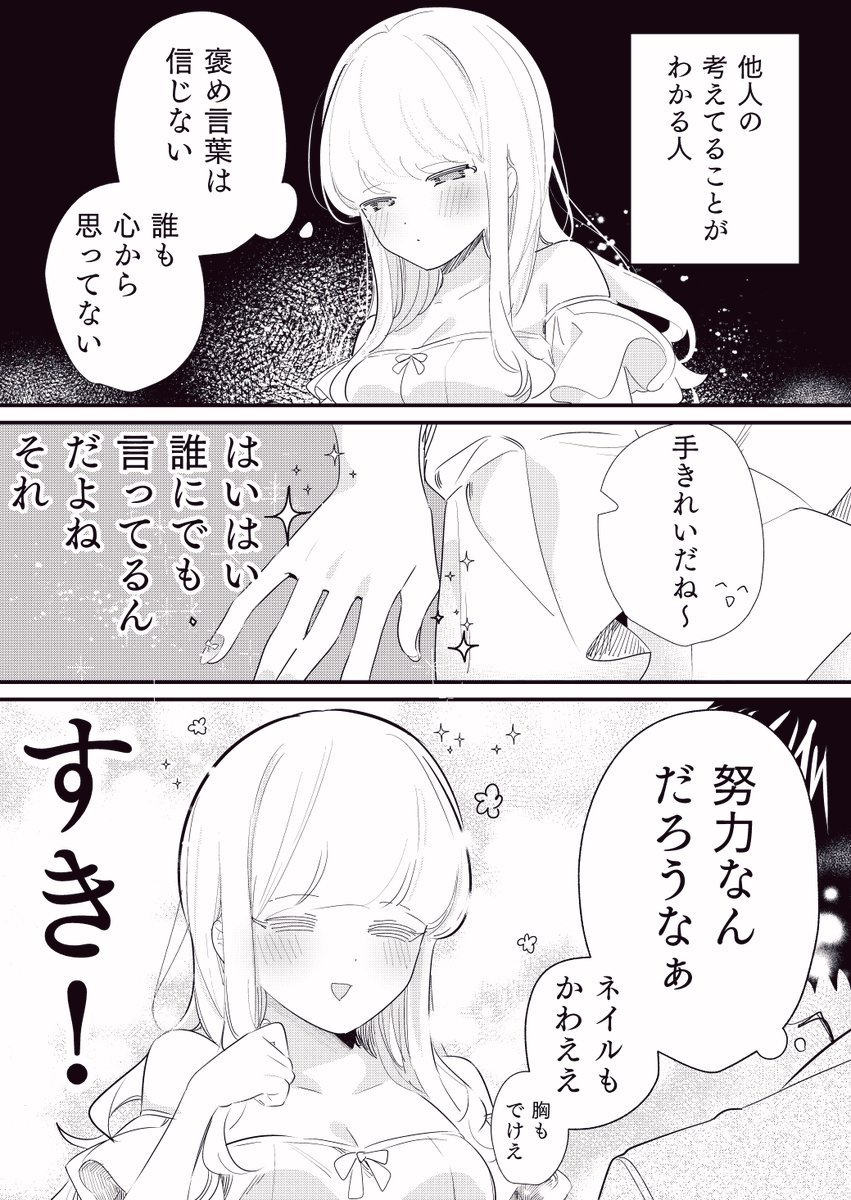 他人の
考えてることが
わかる人
褒め言葉は
信じない
誰も
心から
思ってない
手きれいだね～
はいはい
誰にでも
言ってるん
だよね
それ
努力なん
だろうなぁ
ネイルも
かわええ
胸も
でけえ
すき！